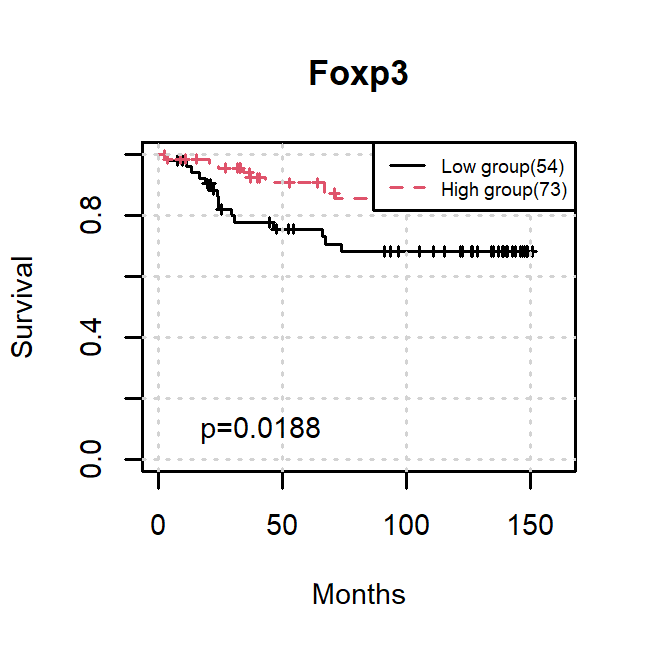 Foxp3
Low group(54)
High group(73)
Survival
0.0 0.4 0.8
p=0.0188
0 50 100 150
Months